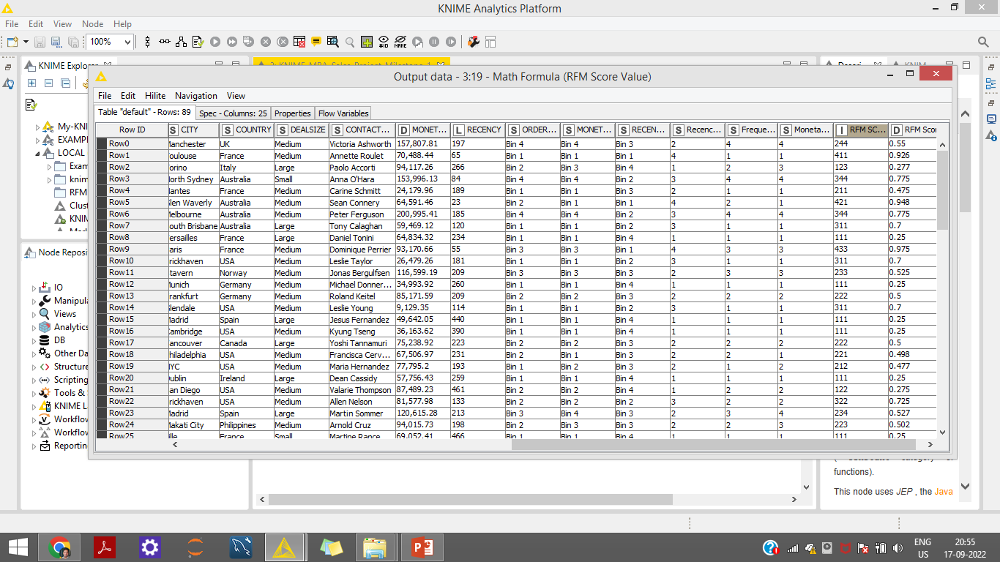 KNIME Analytics Platform
File Edit View Node Help
100%
#ID NAME
KNIME Explorer
2: KNIME_MBA_Sales_Project_Milestone_1
KNIM
Output data - 3:19 - Math Formula (RFM Score Value)
File Edit Hilite Navigation View
Table "default" - Rows: 89 Spec - Columns: 25 Properties Flow Variables
My-KNI
EXAMP
LOCAL
Exam
knim
RFM
Clust
KNIM
Node Reposi
IO
Manipula
Views
Analytics
DB
Other Da
Structure
Scripting
Tools & S
KNIME L
Workflow
Workflow
Reporting
Row ID S CITY S COUNTRY S DEALSIZE S CONTACT... D MONET... L RECENCY S ORDER... S MONET... S RECEN... S Recenc... S Freque... S Moneta... I RFM SC... D RFM Scor
Row0 Manchester UK Medium Victoria Ashworth 157,807.81 197 Bin 4 Bin 4 Bin 3 2 4 4 244 0.55
Row1 Toulouse France Medium Annette Roulet 70,488.44 65 Bin 1 Bin 1 Bin 1 4 1 1 411 0.926
Row2 Torino Italy Large Paolo Accorti 94,117.26 266 Bin 2 Bin 3 Bin 4 1 2 3 123 0.277
Row3 North Sydney Australia Small Anna O'Hara 153,996.13 84 Bin 4 Bin 4 Bin 2 3 4 4 344 0.775
Row4 Nantes France Medium Carine Schmitt 24,179.96 189 Bin 1 Bin 1 Bin 3 2 1 1 211 0.475
Row5 Glen Waverly Australia Medium Sean Connery 64,591.46 23 Bin 2 Bin 1 Bin 1 4 2 1 421 0.948
Row6 Melbourne Australia Medium Peter Ferguson 200,995.41 185 Bin 4 Bin 4 Bin 2 3 4 4 344 0.775
Row7 South Brisbane Australia Large Tony Calaghan 59,469.12 120 Bin 1 Bin 1 Bin 2 3 1 1 311 0.7
Row8 Versailles France Large Daniel Tonini 64,834.32 234 Bin 1 Bin 1 Bin 4 1 1 1 111 0.25
Row9 Paris France Medium Dominique Perrier 93,170.66 55 Bin 3 Bin 3 Bin 1 4 3 3 433 0.975
Row10 Brickhaven USA Medium Leslie Taylor 26,479.26 181 Bin 1 Bin 1 Bin 2 3 1 1 311 0.7
Row11 Stavern Norway Medium Jonas Bergulfsen 116,599.19 209 Bin 3 Bin 3 Bin 3 2 3 3 233 0.525
Row12 Munich Germany Medium Michael Donner... 34,993.92 260 Bin 1 Bin 1 Bin 4 1 1 1 111 0.25
Row13 Frankfurt Germany Medium Roland Keitel 85,171.59 209 Bin 2 Bin 2 Bin 3 2 2 2 222 0.5
Row14 Glendale USA Medium Leslie Young 9,129.35 114 Bin 1 Bin 1 Bin 2 3 1 1 311 0.7
Row15 Madrid Spain Large Jesus Fernandez 49,642.05 440 Bin 1 Bin 1 Bin 4 1 1 1 111 0.25
Row16 Cambridge USA Medium Kyung Tseng 36,163.62 390 Bin 1 Bin 1 Bin 4 1 1 1 111 0.25
Row17 Vancouver Canada Large Yoshi Tannamuri 75,238.92 223 Bin 2 Bin 2 Bin 3 2 2 2 222 0.5
Row18 Philadelphia USA Medium Francisca Cerv... 67,506.97 231 Bin 2 Bin 1 Bin 3 2 2 1 221 0.498
Row19 NYC USA Medium Maria Hernandez 77,795.2 193 Bin 1 Bin 2 Bin 3 2 1 2 212 0.477
Row20 Dublin Ireland Large Dean Cassidy 57,756.43 259 Bin 1 Bin 1 Bin 4 1 1 1 111 0.25
Row21 San Diego USA Medium Valarie Thompson 87,489.23 461 Bin 2 Bin 2 Bin 4 1 2 2 122 0.275
Row22 Brickhaven USA Medium Allen Nelson 81,577.98 133 Bin 2 Bin 2 Bin 2 3 2 2 322 0.725
Row23 Madrid Spain Large Martin Sommer 120,615.28 213 Bin 3 Bin 4 Bin 3 2 3 4 234 0.527
Row24 Makati City Philippines Medium Arnold Cruz 94,015.73 198 Bin 2 Bin 3 Bin 3 2 2 3 223 0.502
Row25 Lille France Small Martine Rance 69,052.41 466 Bin 1 Bin 1 Bin 4 1 1 1 111 0.25
functions).
This node uses JEP , the Java
ENG 20:55
US 17-09-2022